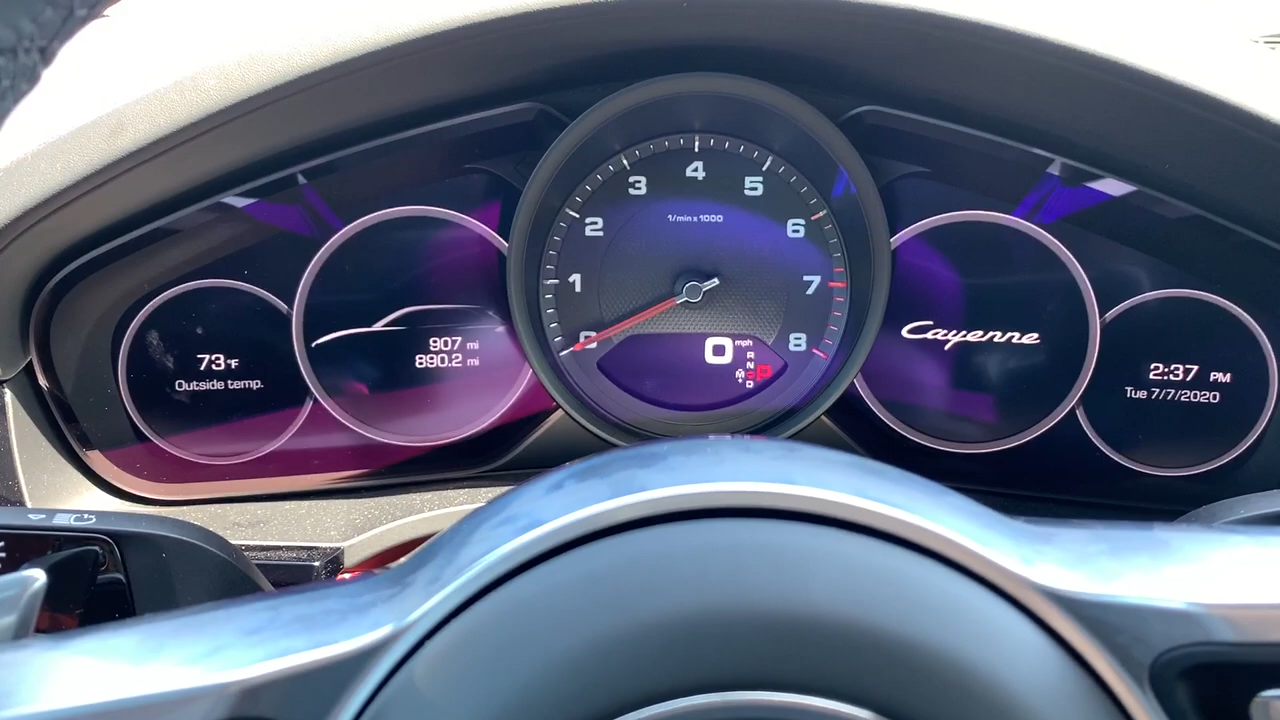 73°F
Outside temp.
907 mi
890.2 mi
0
1
2
3
4
5
6
7
8
1/min x 1000
0 mph
R
N
M
+
D
P
Cayenne
2:37 PM
Tue 7/7/2020